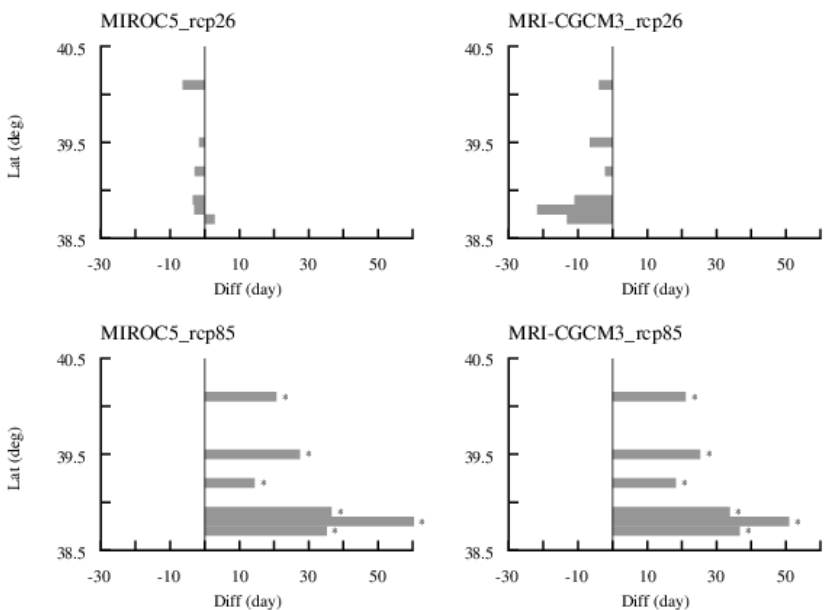 MIROC5_rcp26
MRI-CGCM3_rcp26
40.5
39.5
38.5
Lat (deg)
-30 -10 10 30 50
Diff (day)
40.5
39.5
38.5
-30 -10 10 30 50
Diff (day)
MIROC5_rcp85
MRI-CGCM3_rcp85
40.5
39.5
38.5
Lat (deg)
* * * * * *
-30 -10 10 30 50
Diff (day)
40.5
39.5
38.5
* * * * * *
-30 -10 10 30 50
Diff (day)